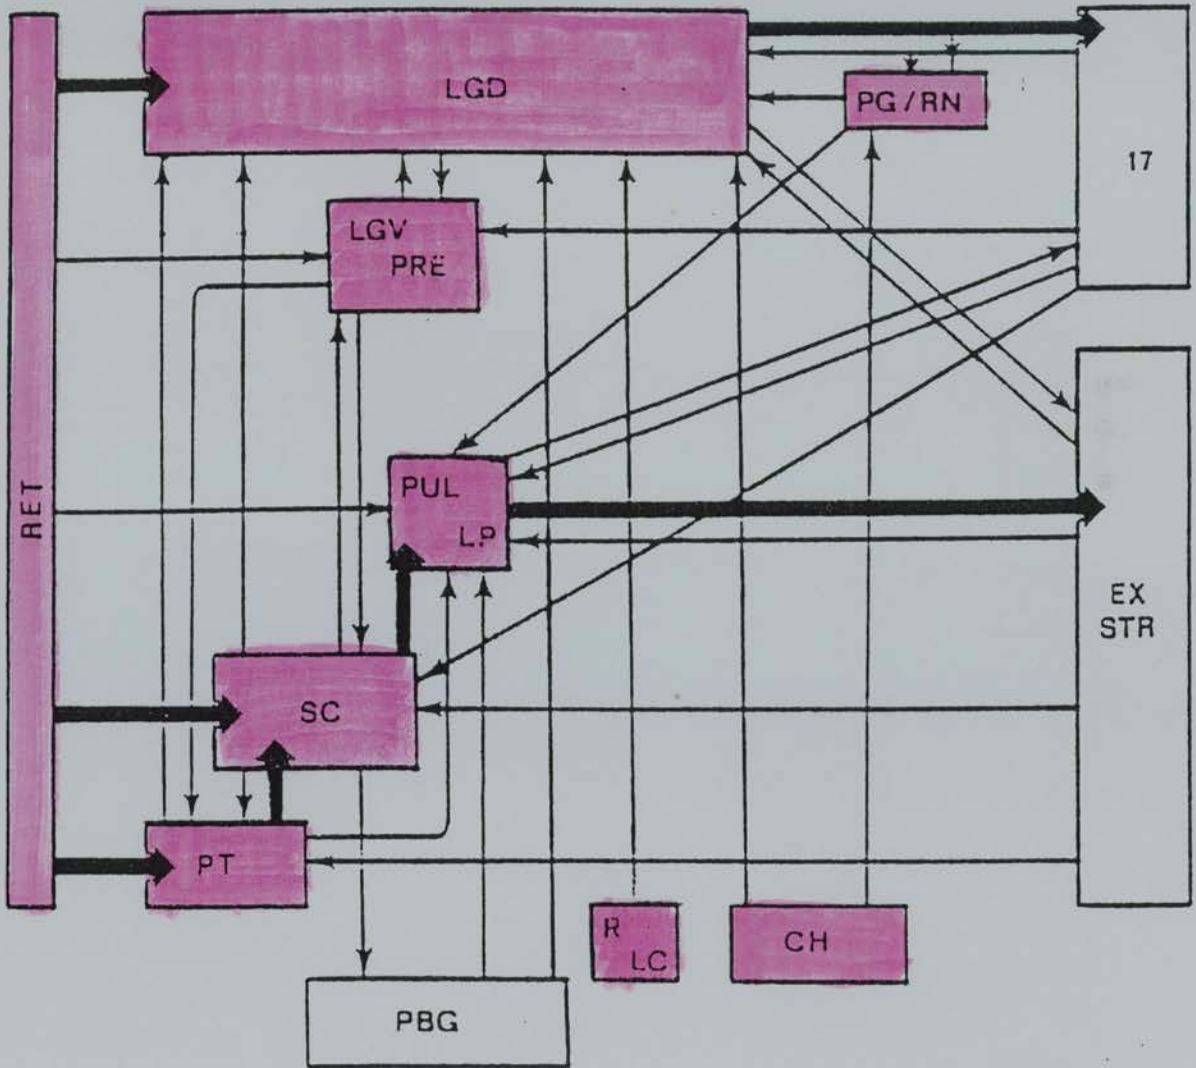 LGD
PG/RN
17
LGV
PRE
RET
PUL
LP
EX
STR
SC
PT
R
LC
CH
PBG